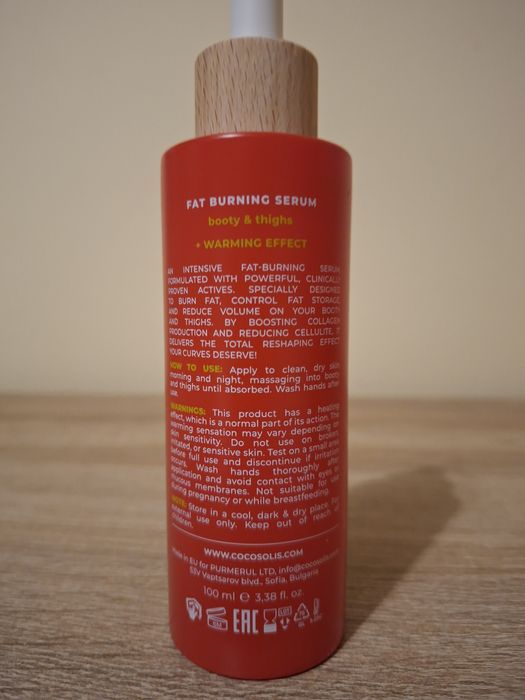 FAT BURNING SERUM
booty & thighs
+ WARMING EFFECT
AN INTENSIVE FAT-BURNING SERUM,
FORMULATED WITH POWERFUL, CLINICALLY
PROVEN ACTIVES. SPECIALLY DESIGNED
TO BURN FAT, CONTROL FAT STORAGE,
AND REDUCE VOLUME ON YOUR BOOTY
AND THIGHS. BY BOOSTING COLLAGEN
PRODUCTION AND REDUCING CELLULITE, IT
DELIVERS THE TOTAL RESHAPING EFFECT
YOUR CURVES DESERVE!
HOW TO USE: Apply to clean, dry skin
morning and night, massaging into booty
and thighs until absorbed. Wash hands after
use.
WARNINGS: This product has a heating
effect, which is a normal part of its action. The
warming sensation may vary depending on
skin sensitivity. Do not use on broken,
irritated, or sensitive skin. Test on a small area
before full use and discontinue if irritation
occurs. Wash hands thoroughly after
application and avoid contact with eyes or
mucous membranes. Not suitable for use
during pregnancy or while breastfeeding.
NOTE: Store in a cool, dark & dry place. For
external use only. Keep out of reach of
children.
WWW.COCOSOLIS.COM
Made in EU for PURMERUL LTD, info@cocosolis.com
53V Vaptsarov blvd., Sofia, Bulgaria
100 ml e 3,38 fl. oz.
EAC LOT